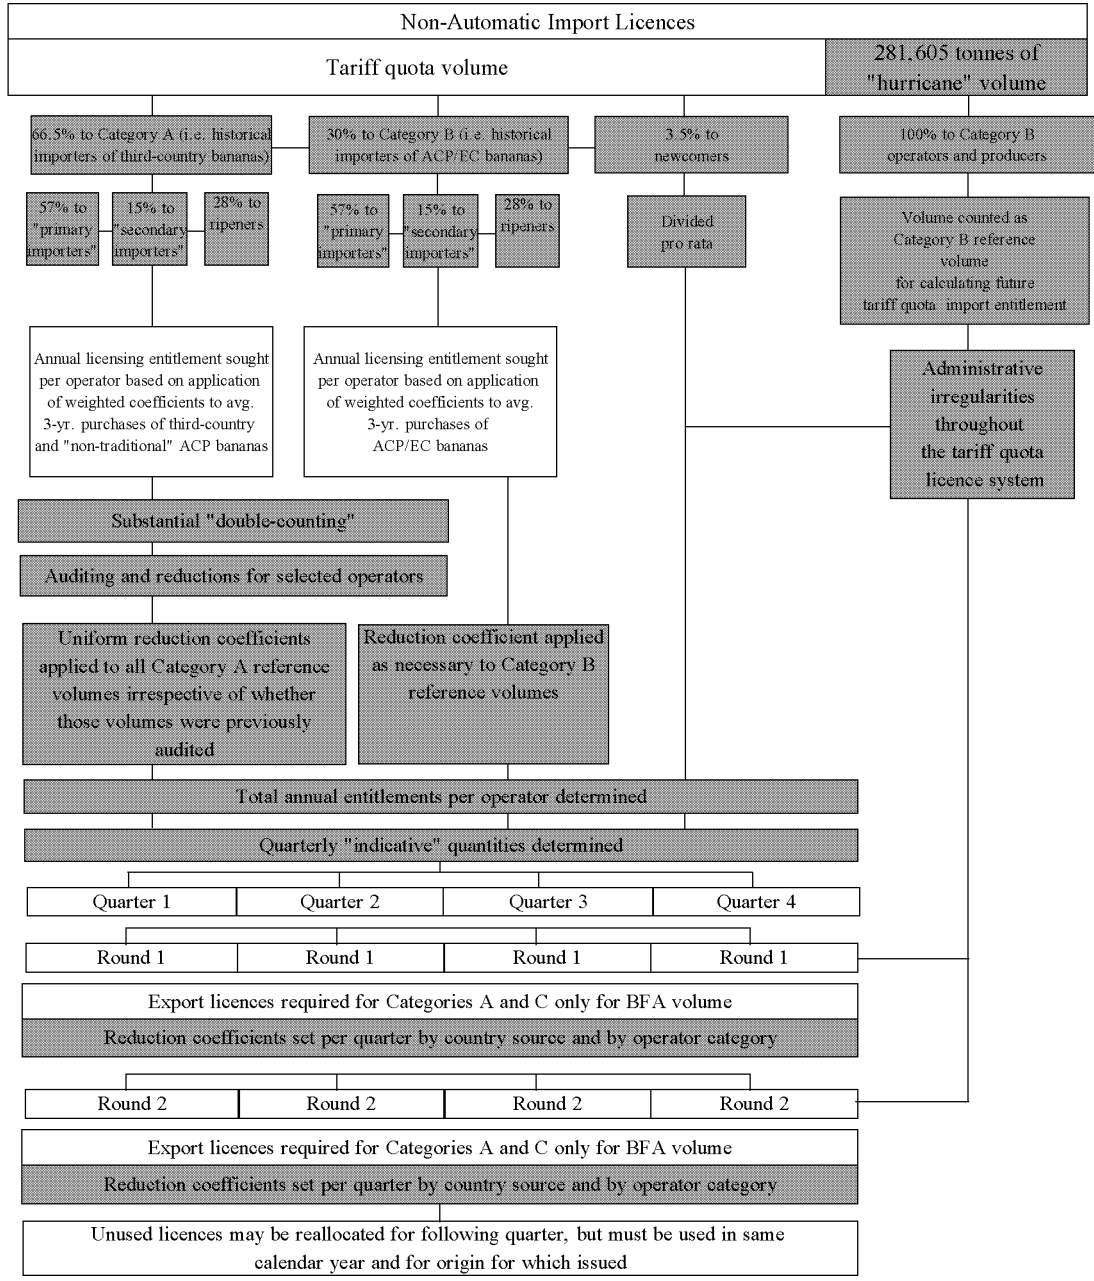 Non-Automatic Import Licences
Tariff quota volume
281,605 tonnes of
"hurricane" volume
66.5% to Category A (i.e. historical
importers of third-country bananas)
30% to Category B (i.e. historical
importers of ACP/EC bananas)
3.5% to
newcomers
100% to Category B
operators and producers
57% to
"primary
importers"
15% to
"secondary
importers"
28% to
ripeners
57% to
"primary
importers"
15% to
"secondary
importers"
28% to
ripeners
Divided
pro rata
Volume counted as
Category B reference
volume
for calculating future
tariff quota import entitlement
Annual licensing entitlement sought
per operator based on application
of weighted coefficients to avg.
3-yr. purchases of third-country
and "non-traditional" ACP bananas
Annual licensing entitlement sought
per operator based on application
of weighted coefficients to avg.
3-yr. purchases of
ACP/EC bananas
Administrative
irregularities
throughout
the tariff quota
licence system
Substantial "double-counting"
Auditing and reductions for selected operators
Uniform reduction coefficients
applied to all Category A reference
volumes irrespective of whether
those volumes were previously
audited
Reduction coefficient applied
as necessary to Category B
reference volumes
Total annual entitlements per operator determined
Quarterly "indicative" quantities determined
Quarter 1
Quarter 2
Quarter 3
Quarter 4
Round 1
Round 1
Round 1
Round 1
Export licences required for Categories A and C only for BFA volume
Reduction coefficients set per quarter by country source and by operator category
Round 2
Round 2
Round 2
Round 2
Export licences required for Categories A and C only for BFA volume
Reduction coefficients set per quarter by country source and by operator category
Unused licences may be reallocated for following quarter, but must be used in same
calendar year and for origin for which issued